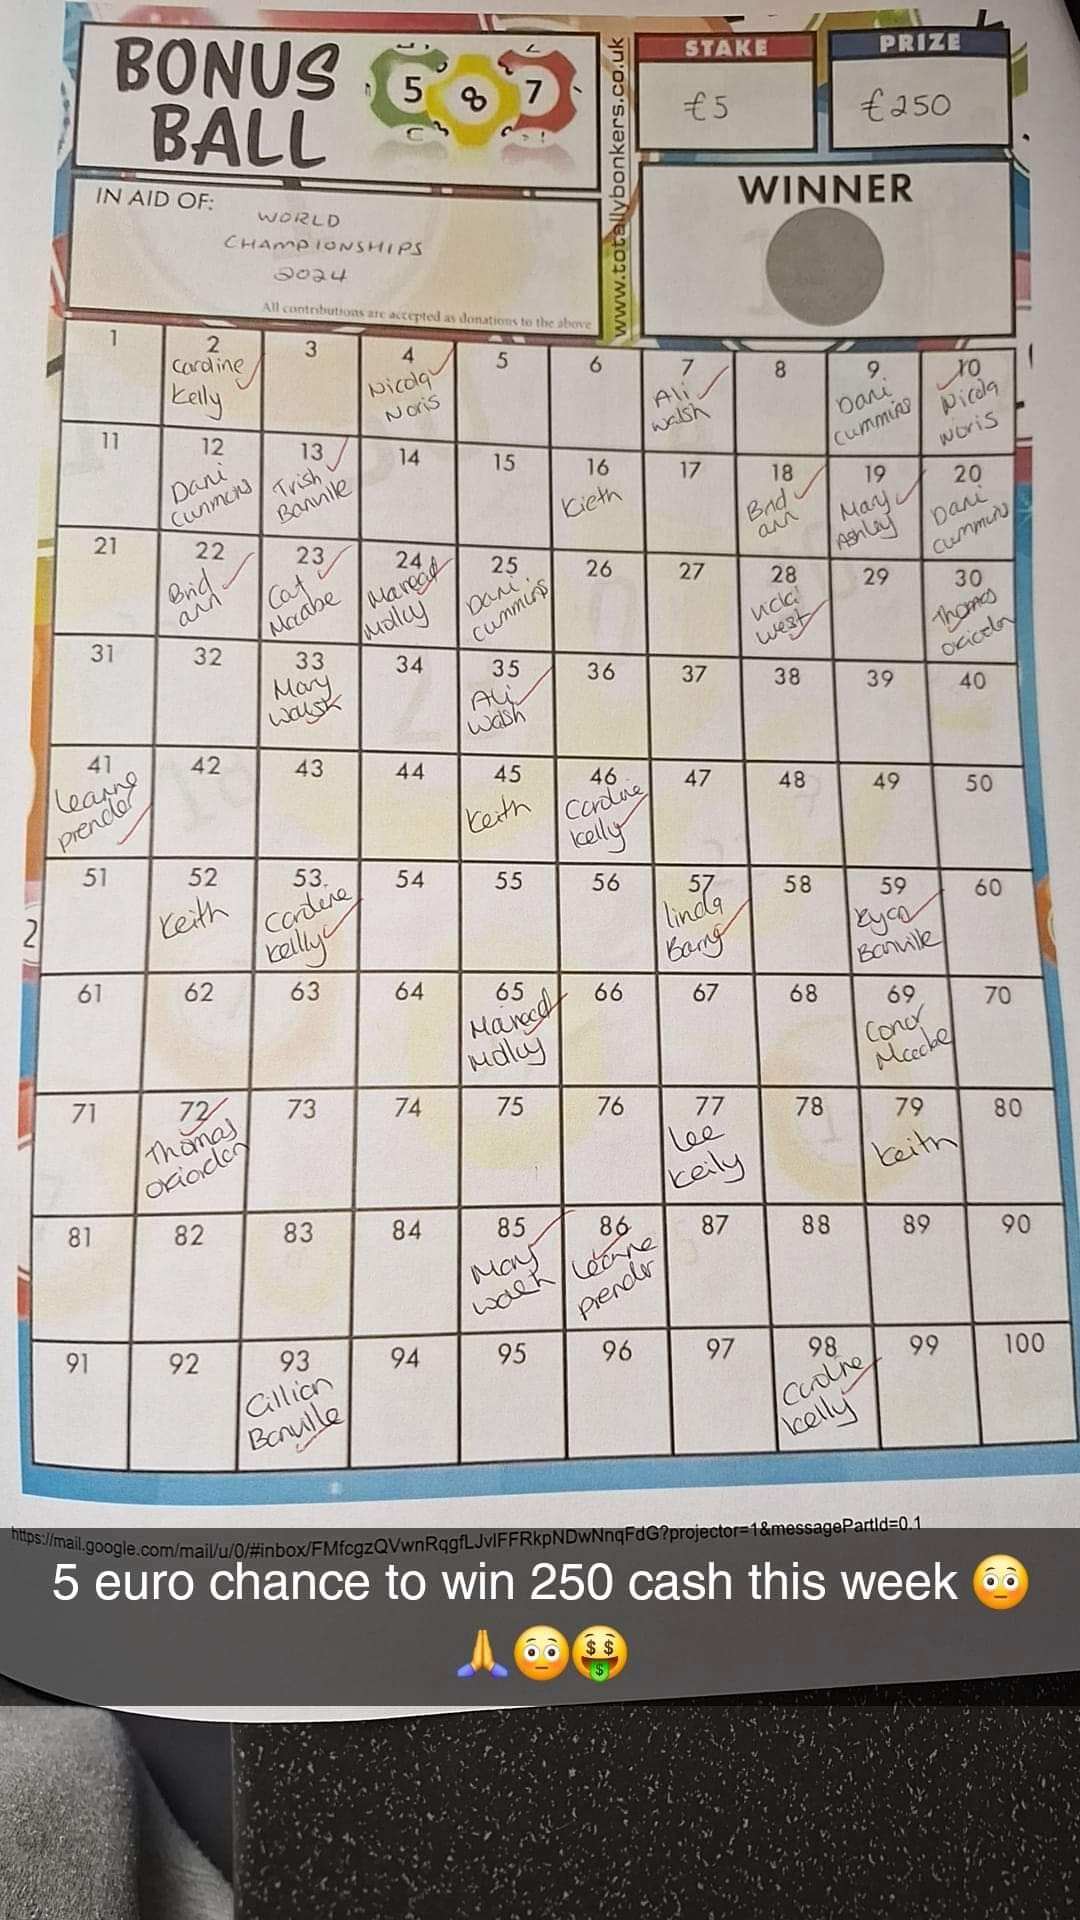 BONUS
BALL
5 8 7
www.totallybonkers.co.uk
STAKE
€5
PRIZE
€250
IN AID OF:
WORLD
CHAMPIONSHIPS
2024
All contributions are accepted as donations to the above
WINNER
1 2 3 4 5 6 7 8 9 10
Caroline Nicola Ali Dani Nicola
Kelly Noris Walsh Cummins Noris
11 12 13 14 15 16 17 18 19 20
Dani Trish Kieth Brid Mary Dani
Cummins Banville ann Ashley Cummins
21 22 23 24 25 26 27 28 29 30
Brid Cat Maread Dani Vicki Thomas
ann Mccabe Molloy Cummins West
31 32 33 34 35 36 37 38 39 40
Mary Ali
Walsh Walsh
41 42 43 44 45 46 47 48 49 50
Leanne Keith Caroline
prender Kelly
51 52 53 54 55 56 57 58 59 60
Keith Caroline Linda
Kelly Barry Banville
2
61 62 63 64 65 66 67 68 69 70
Maread Conor
Molloy Mccabe
71 72 73 74 75 76 77 78 79 80
Thomas Lee Keith
Keily
81 82 83 84 85 86 87 88 89 90
Mary Leanne
Walsh prender
91 92 93 94 95 96 97 98 99 100
Cillian Caroline
Banville Kelly
https://mail.google.com/mail/u/0/#inbox/FMfcgzQVwnRqgfLJvlFFRkpNDwNnqFdG?projector=1&messagePartId=0.1
5 euro chance to win 250 cash this week 😳
🙏😳🤑